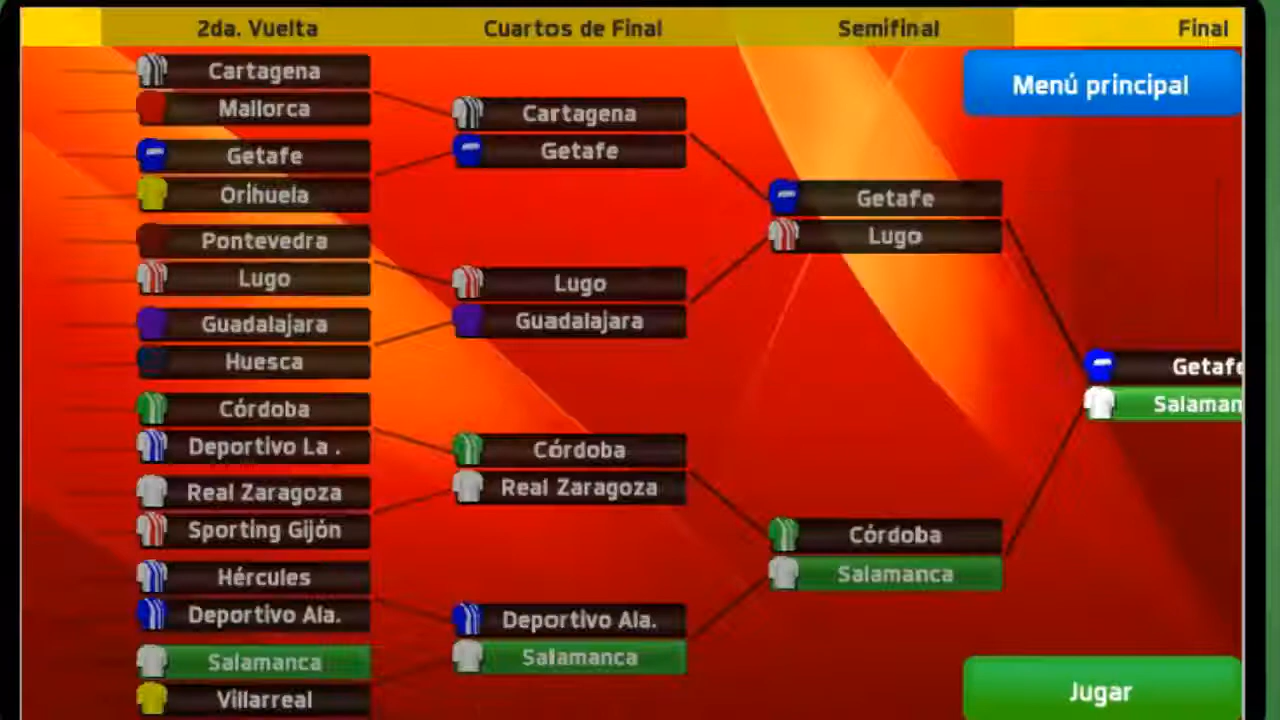 2da. Vuelta
Cuartos de Final
Semifinal
Final
Menú principal
Cartagena
Mallorca
Getafe
Orihuela
Pontevedra
Lugo
Guadalajara
Huesca
Córdoba
Deportivo La .
Real Zaragoza
Sporting Gijón
Hércules
Deportivo Ala.
Salamanca
Villarreal
Cartagena
Getafe
Lugo
Guadalajara
Córdoba
Real Zaragoza
Deportivo Ala.
Salamanca
Getafe
Lugo
Córdoba
Salamanca
Getafe
Salaman
Jugar